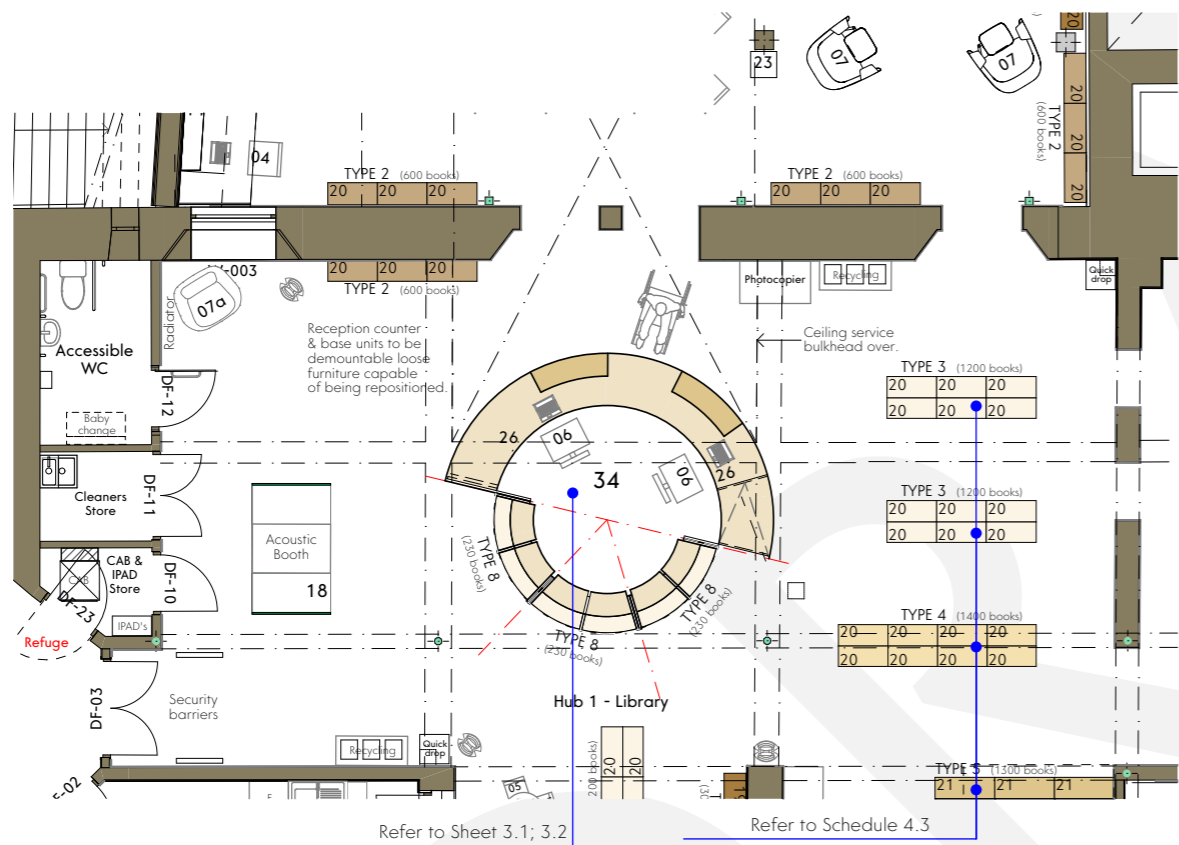 20
23
07
07
20
20
20
TYPE 2
(600 books)
04
TYPE 2 (600 books)
20 20 20
TYPE 2 (600 books)
20 20 20
20 20 20
TYPE 2 (600 books)
-003
07a
Radiator
Photocopier
Recycling
Quick
drop
Accessible
WC
Baby
change
DF-12
Reception counter
& base units to be
demountable loose
furniture capable
of being repositioned.
Ceiling service
bulkhead over.
TYPE 3 (1200 books)
20 20 20
20 20 20
26
06
06
26
34
Cleaners
Store
DF-11
Acoustic
Booth
18
TYPE 3 (1200 books)
20 20 20
20 20 20
CAB &
IPAD
Store
CAB
DF-10
DF-23
IPAD's
Refuge
TYPE 8
(230 books)
TYPE 8
(230 books)
TYPE 8
(230 books)
TYPE 4 (1400 books)
20 20 20 20
20 20 20 20
DF-03
Security
barriers
Hub 1 - Library
Recycling
Quick
drop
20
20
200 books)
05
TYPE 5 (1300 books)
21 21 21
F-02
Refer to Sheet 3.1; 3.2
Refer to Schedule 4.3